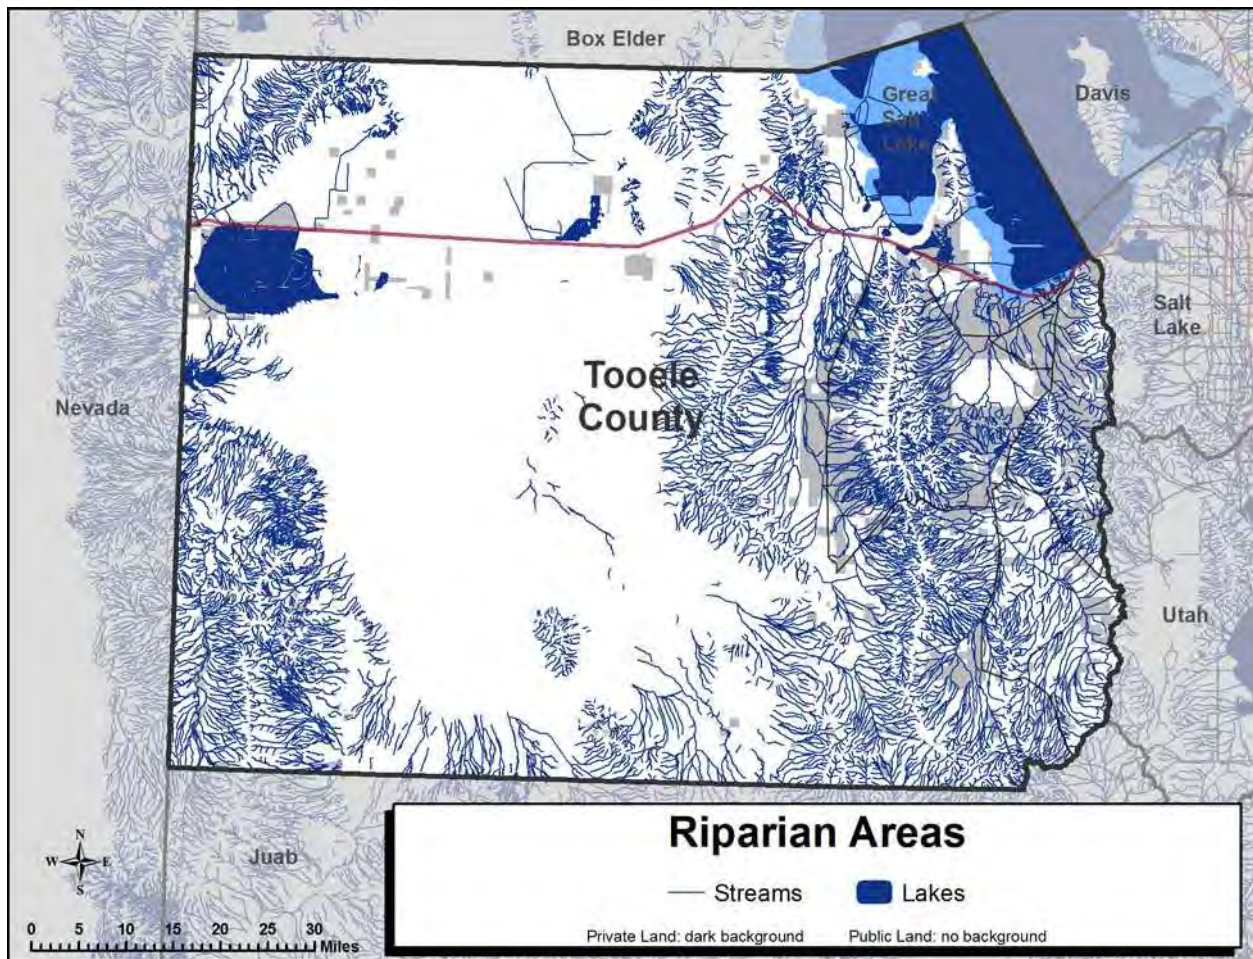 Box Elder
Great
Salt
Lake
Davis
Salt
Lake
Tooele
County
Nevada
Utah
Juab
N
W E
S
0 5 10 15 20 25 30
Miles
Riparian Areas
Streams Lakes
Private Land: dark background Public Land: no background